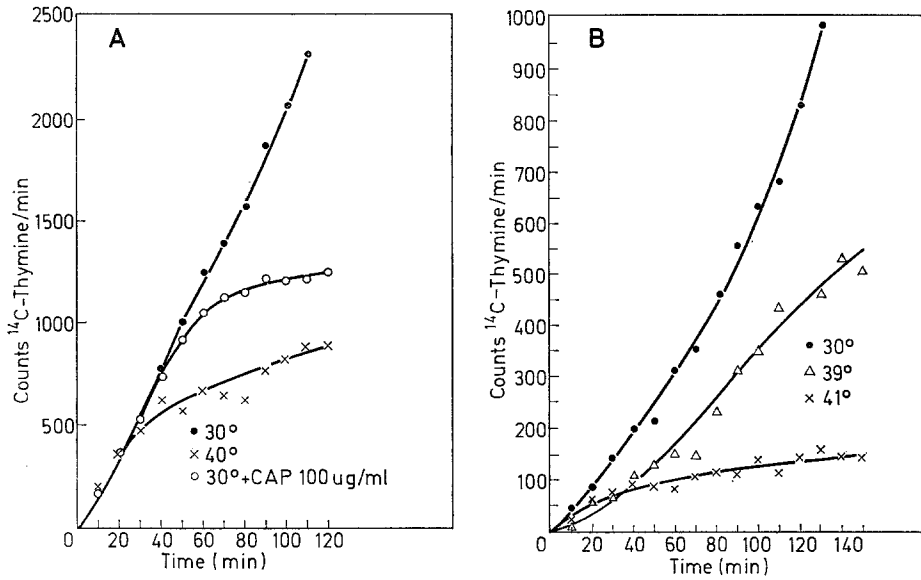 A
2500
2000
1500
1000
500
0 20 40 60 80 100 120
Counts ¹⁴C-Thymine/min
Time (min)
● 30°
× 40°
○ 30°+CAP 100 ug/ml
B
1000
900
800
700
600
500
400
300
200
100
0 20 40 60 80 100 120 140
Counts ¹⁴C-Thymine/min
Time (min)
● 30°
△ 39°
× 41°